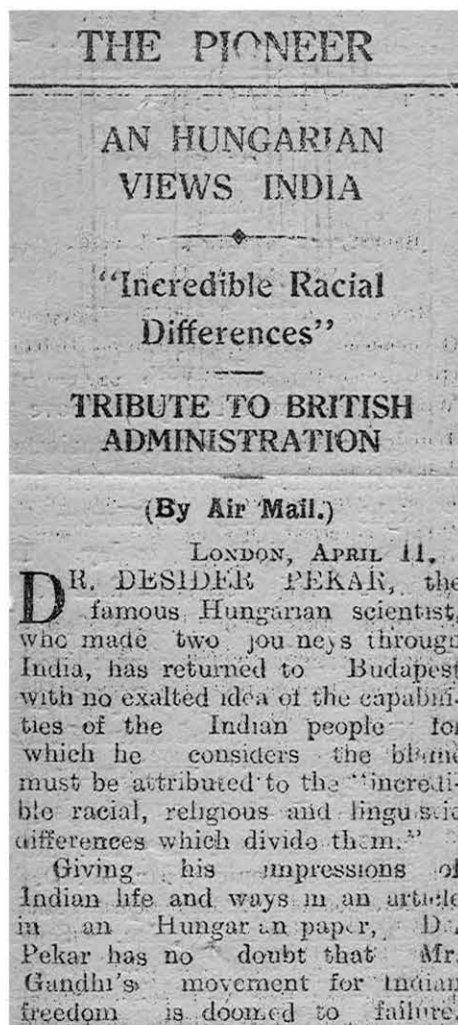 THE PIONEER
AN HUNGARIAN
VIEWS INDIA
"Incredible Racial
Differences"
TRIBUTE TO BRITISH
ADMINISTRATION
(By Air Mail.)
LONDON, APRIL 11.
DR. DESIDER PEKAR, the
famous Hungarian scientist,
who made two jou neys through
India, has returned to Budapest
with no exalted idea of the capabili-
ties of the Indian people for
which he considers the blame
must be attributed to the "incredi-
ble racial, religious and linguistic
differences which divide them."
Giving his impressions of
Indian life and ways in an article
in an Hungarian paper, D.
Pekar has no doubt that Mr.
Gandhi's movement for Indian
freedom is doomed to failure.